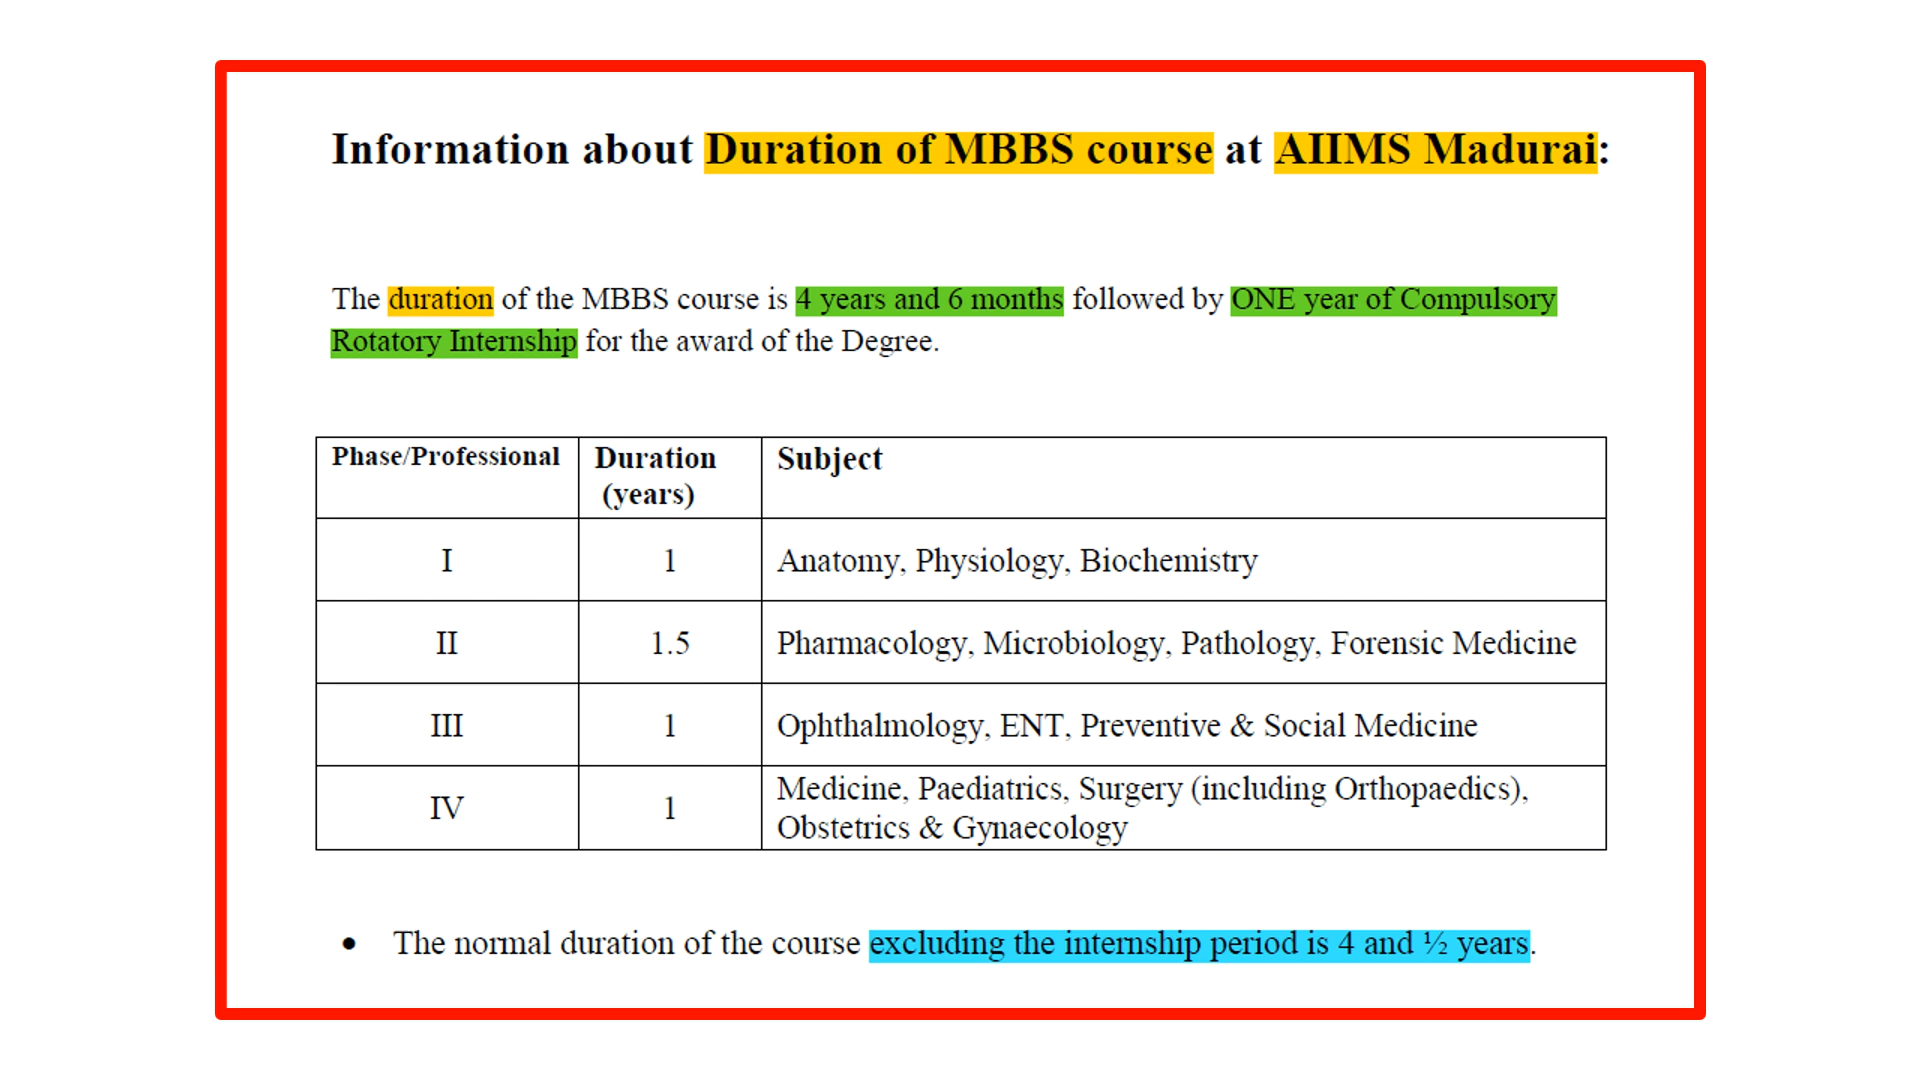 Information about Duration of MBBS course at AIIMS Madurai:
The duration of the MBBS course is 4 years and 6 months followed by ONE year of Compulsory
Rotatory Internship for the award of the Degree.
Phase/Professional Duration (years) Subject
I 1 Anatomy, Physiology, Biochemistry
II 1.5 Pharmacology, Microbiology, Pathology, Forensic Medicine
III 1 Ophthalmology, ENT, Preventive & Social Medicine
IV 1 Medicine, Paediatrics, Surgery (including Orthopaedics),
Obstetrics & Gynaecology
• The normal duration of the course excluding the internship period is 4 and ½ years.